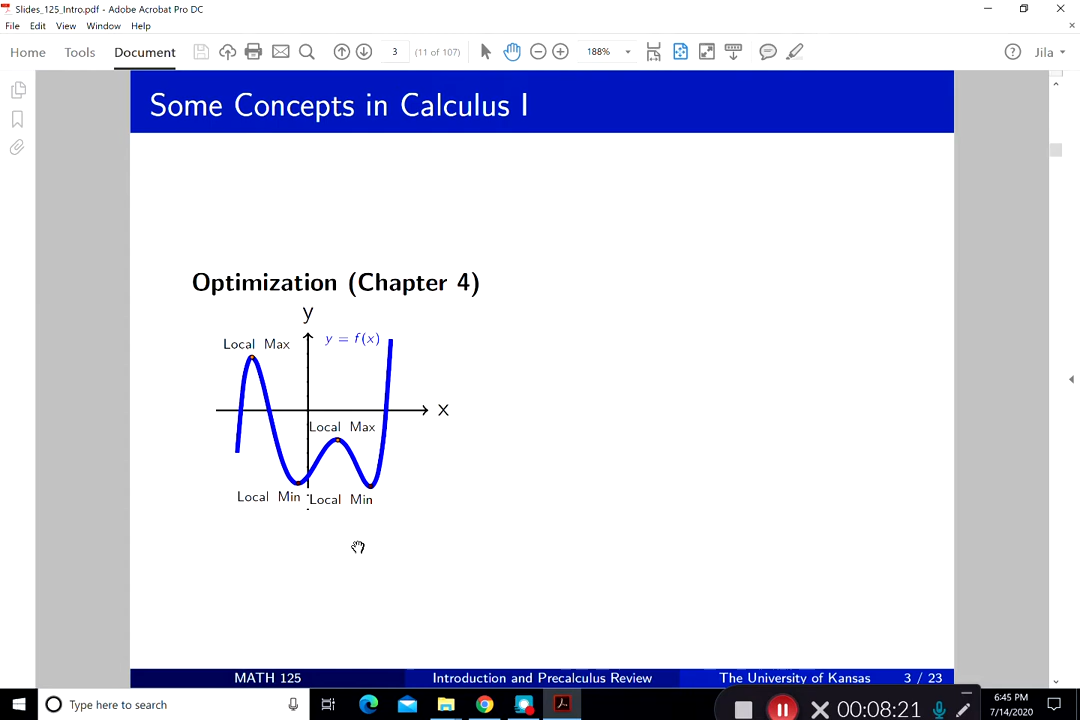 Slides_125_Intro.pdf - Adobe Acrobat Pro DC
File Edit View Window Help
Home Tools Document 3 (11 of 107) 188% Jila
Some Concepts in Calculus I
Optimization (Chapter 4)
y
y = f(x)
Local Max
x
Local Max
Local Min
Local Min
MATH 125 Introduction and Precalculus Review The University of Kansas 3 / 23
Type here to search
00:08:21
6:45 PM
7/14/2020